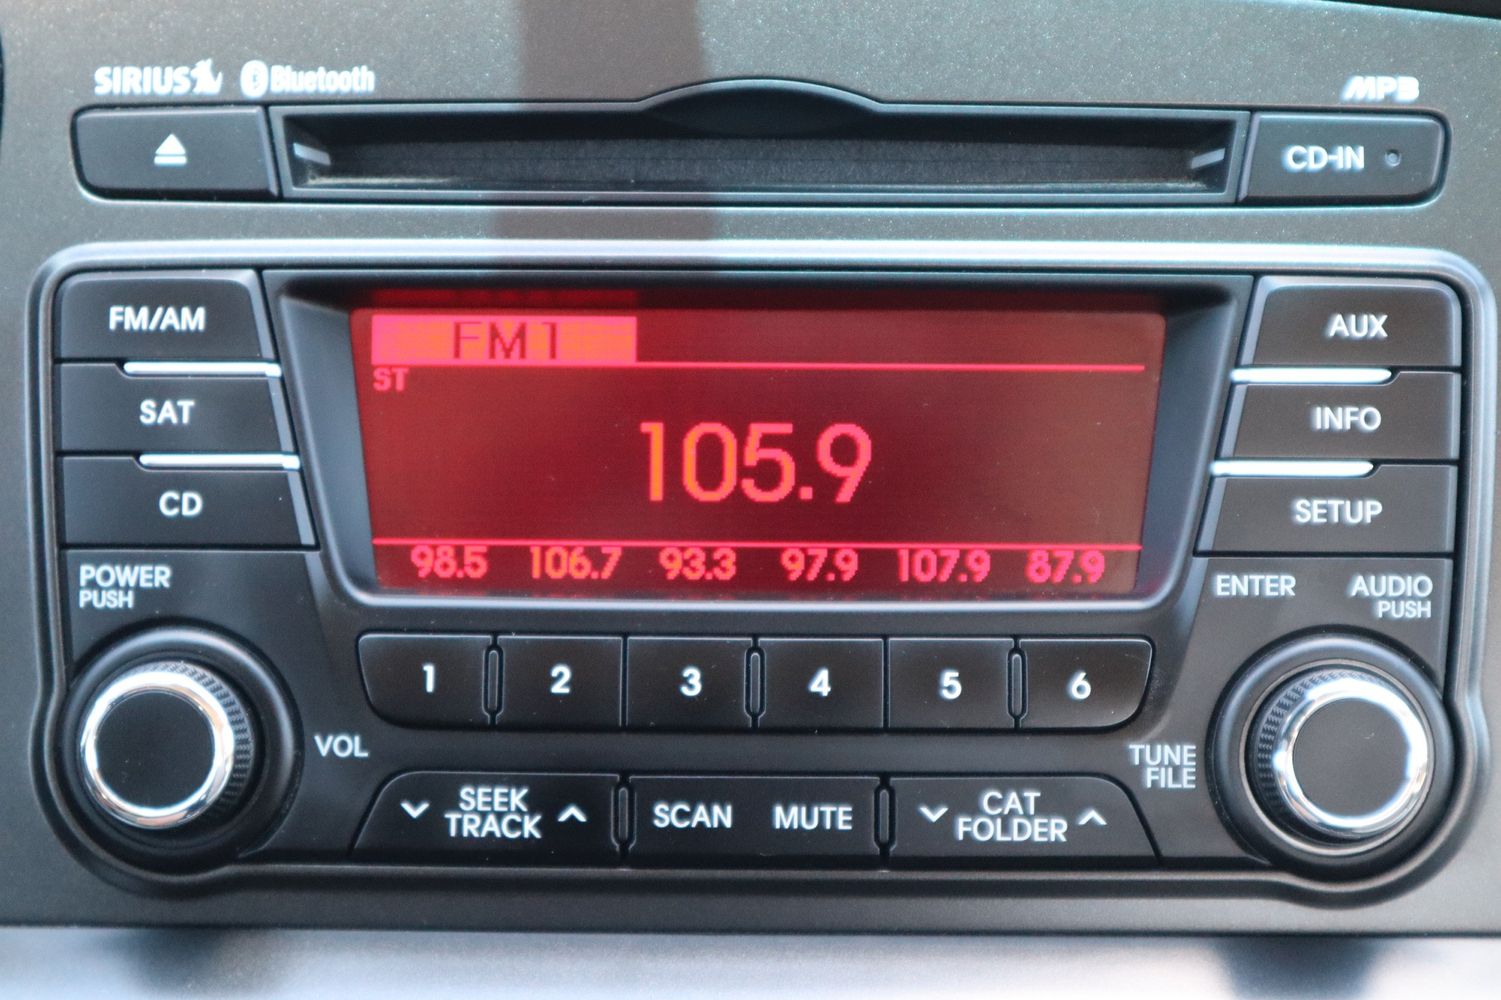 SIRIUS Bluetooth
MP3
CD-IN
FM/AM
SAT
CD
POWER
PUSH
VOL
FM1
ST
105.9
98.5 106.7 93.3 97.9 107.9 87.9
AUX
INFO
SETUP
ENTER
AUDIO
PUSH
TUNE
FILE
1 2 3 4 5 6
SEEK
TRACK
SCAN MUTE
CAT
FOLDER